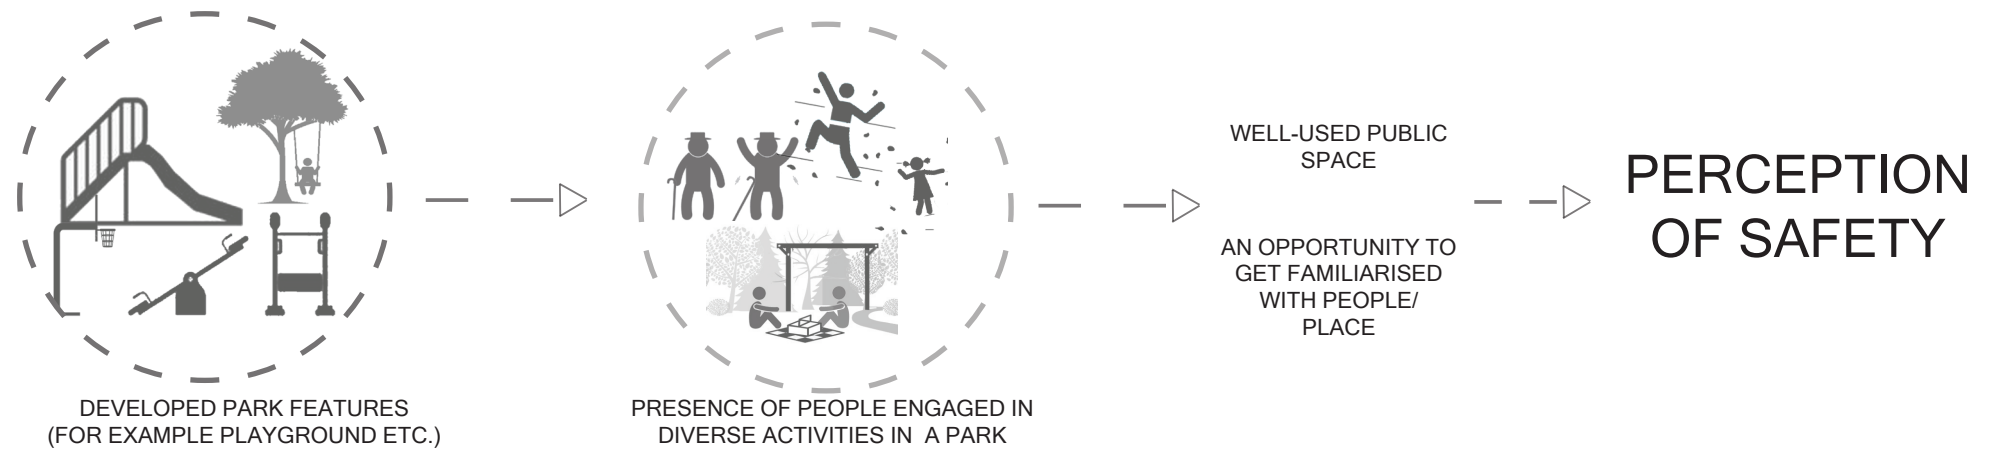 DEVELOPED PARK FEATURES
(FOR EXAMPLE PLAYGROUND ETC.)
PRESENCE OF PEOPLE ENGAGED IN
DIVERSE ACTIVITIES IN A PARK
WELL-USED PUBLIC
SPACE
AN OPPORTUNITY TO
GET FAMILIARISED
WITH PEOPLE/
PLACE
PERCEPTION
OF SAFETY